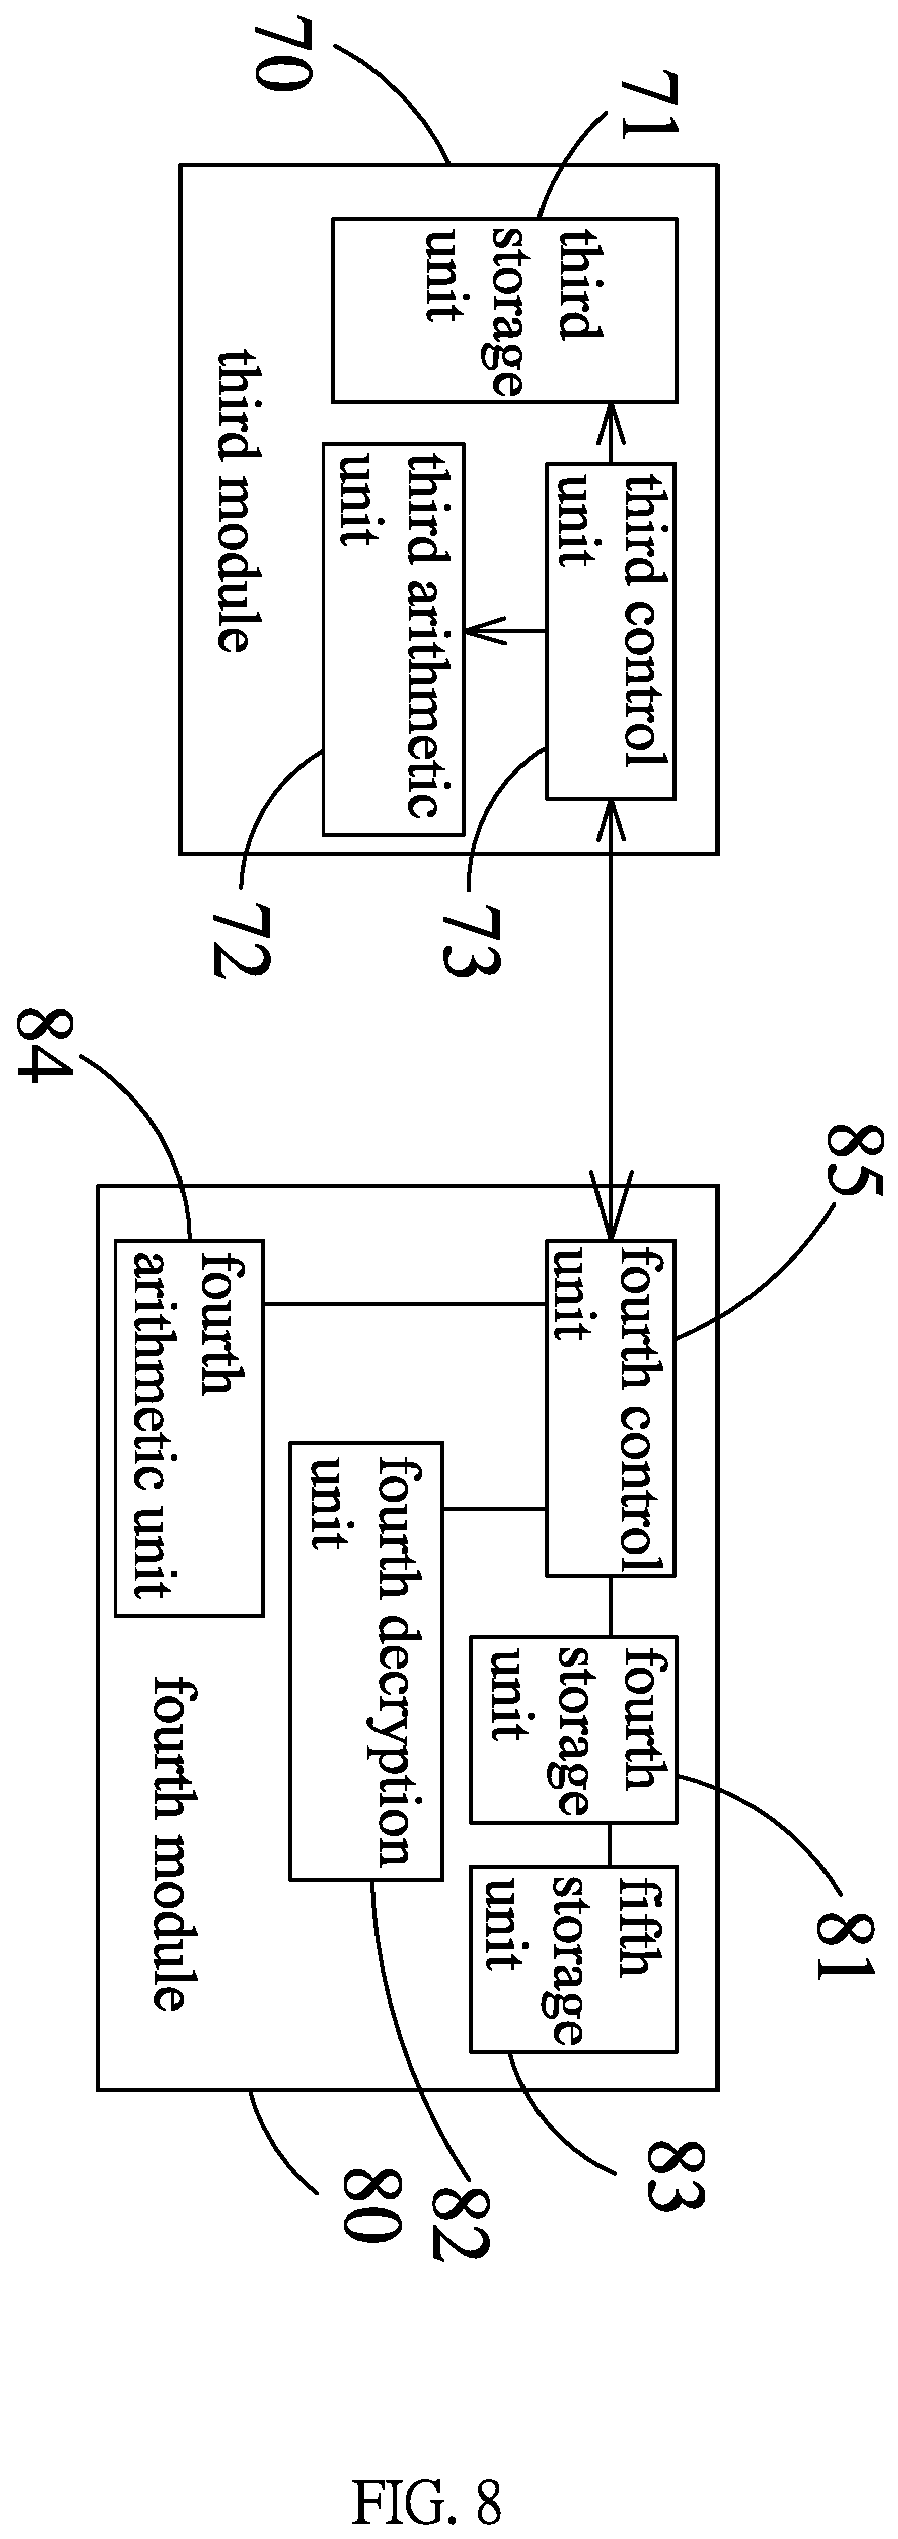 70
71
third
storage
unit
third control
unit
third arithmetic
unit
third module
73
72
85
84
fourth control
unit
fourth
storage
unit
fifth
storage
unit
fourth decryption
unit
fourth
arithmetic unit
fourth module
81
83
82
80
FIG. 8